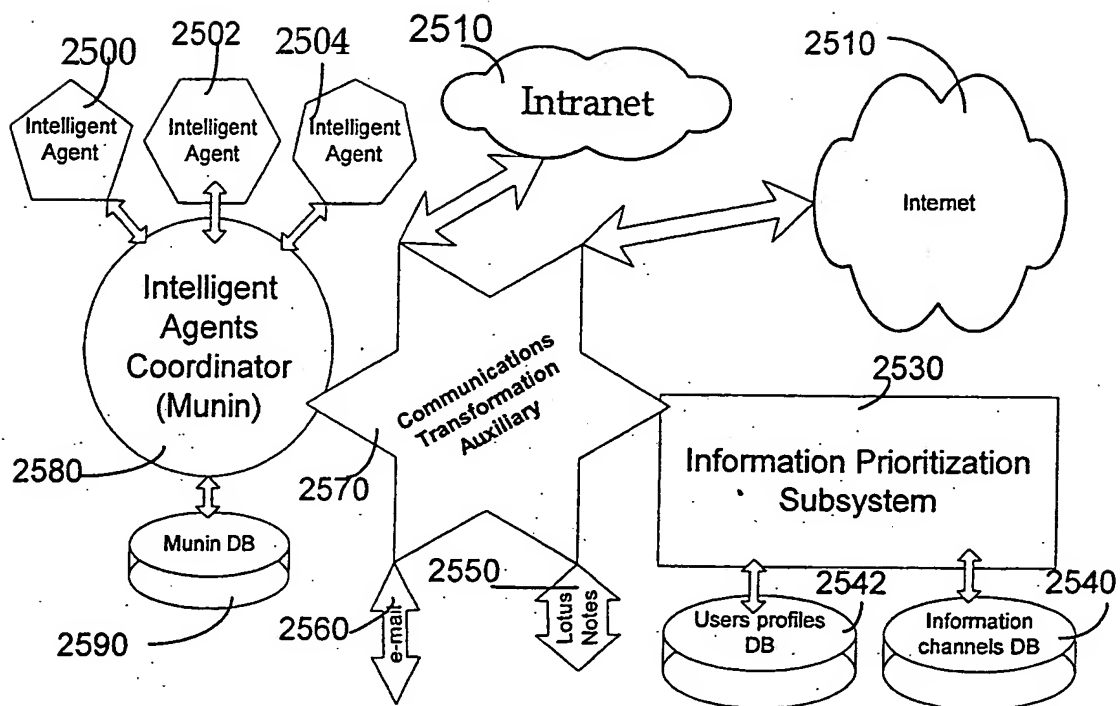 2500
2502
2504
2510
2510
Intelligent
Agent
Intelligent
Agent
Intelligent
Agent
Intranet
Internet
Intelligent
Agents
Coordinator
(Munin)
Communications
Transformation
Auxilliary
2530
Information Prioritization
Subsystem
2580
2570
Munin DB
2590
2560
e-mail
2550
Lotus
Notes
2542
2540
Users profiles
DB
Information
channels DB